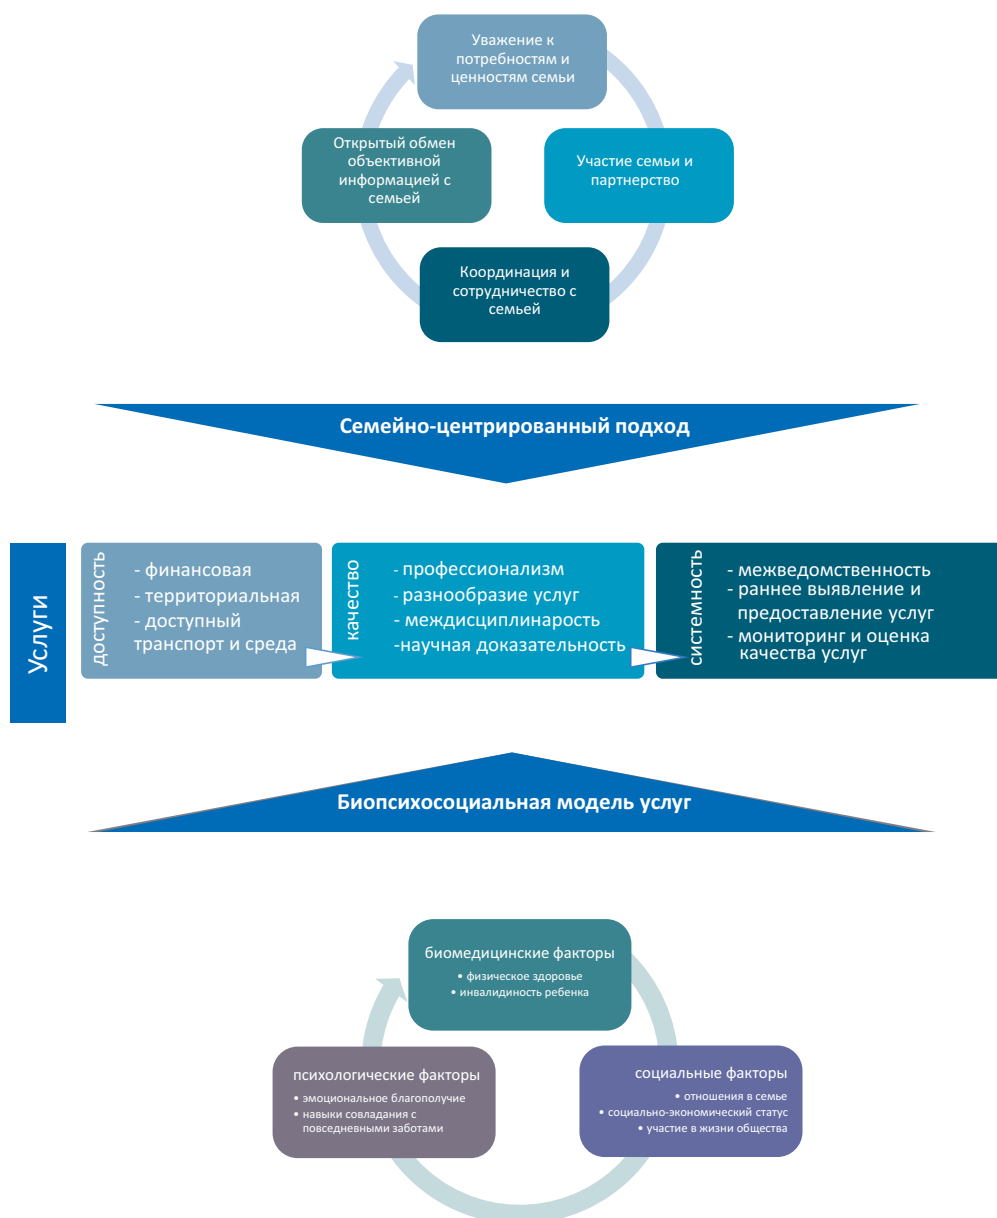 Уважение к
потребностям и
ценностям семьи
Открытый обмен
объективной
информацией с
семьей
Участие семьи и
партнерство
Координация и
сотрудничество с
семьей
Семейно-центрированный подход
Услуги
доступность
- финансовая
- территориальная
- доступный
транспорт и среда
качество
- профессионализм
- разнообразие услуг
- междисциплинарость
-научная доказательность
системность
- межведомственность
- раннее выявление и
предоставление услуг
- мониторинг и оценка
качества услуг
Биопсихосоциальная модель услуг
биомедицинские факторы
• физическое здоровье
• инвалидиность ребенка
психологические факторы
• эмоциональное благополучие
• навыки совладания с
повседневными заботами
социальные факторы
• отношения в семье
• социально-экономический статус
• участие в жизни общества